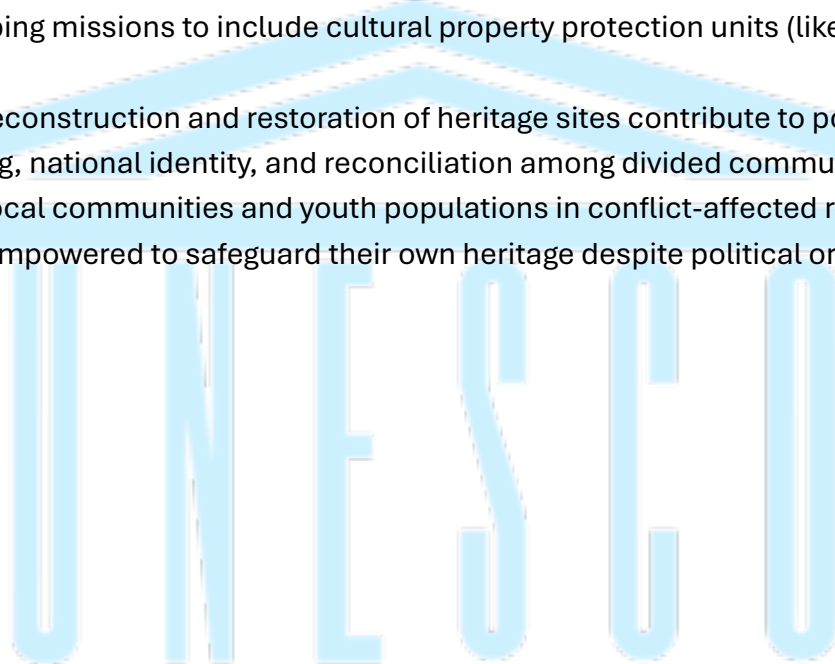 ing missions to include cultural property protection units (like
econstruction and restoration of heritage sites contribute to
g, national identity, and reconciliation among divided commu
ocal communities and youth populations in conflict-affected r
mpowered to safeguard their own heritage despite political or
UNESCO